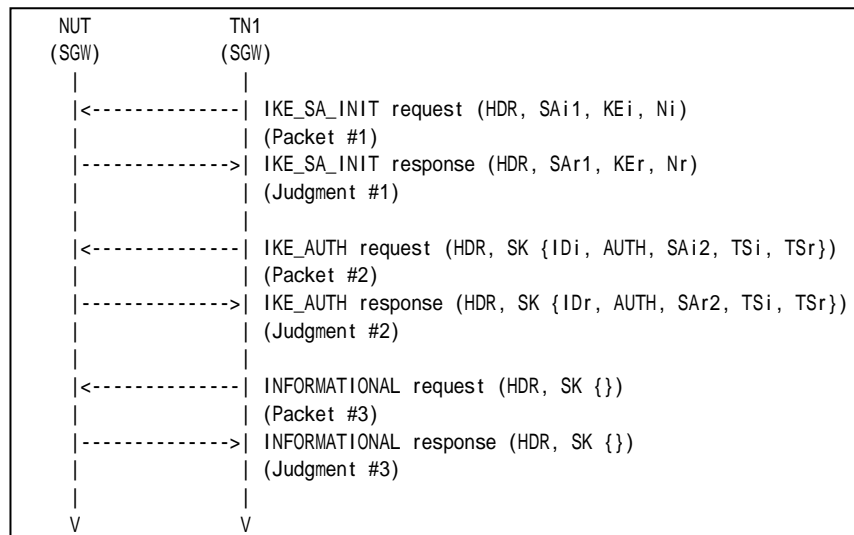 NUT TN1
(SGW) (SGW)
| |
|<--------------| IKE_SA_INIT request (HDR, SAi1, KEi, Ni)
| | (Packet #1)
|-------------->| IKE_SA_INIT response (HDR, SAr1, KEr, Nr)
| | (Judgment #1)
| |
|<--------------| IKE_AUTH request (HDR, SK {IDi, AUTH, SAi2, TSi, TSr})
| | (Packet #2)
|-------------->| IKE_AUTH response (HDR, SK {IDr, AUTH, SAr2, TSi, TSr})
| | (Judgment #2)
| |
|<--------------| INFORMATIONAL request (HDR, SK {})
| | (Packet #3)
|-------------->| INFORMATIONAL response (HDR, SK {})
| | (Judgment #3)
| |
V V